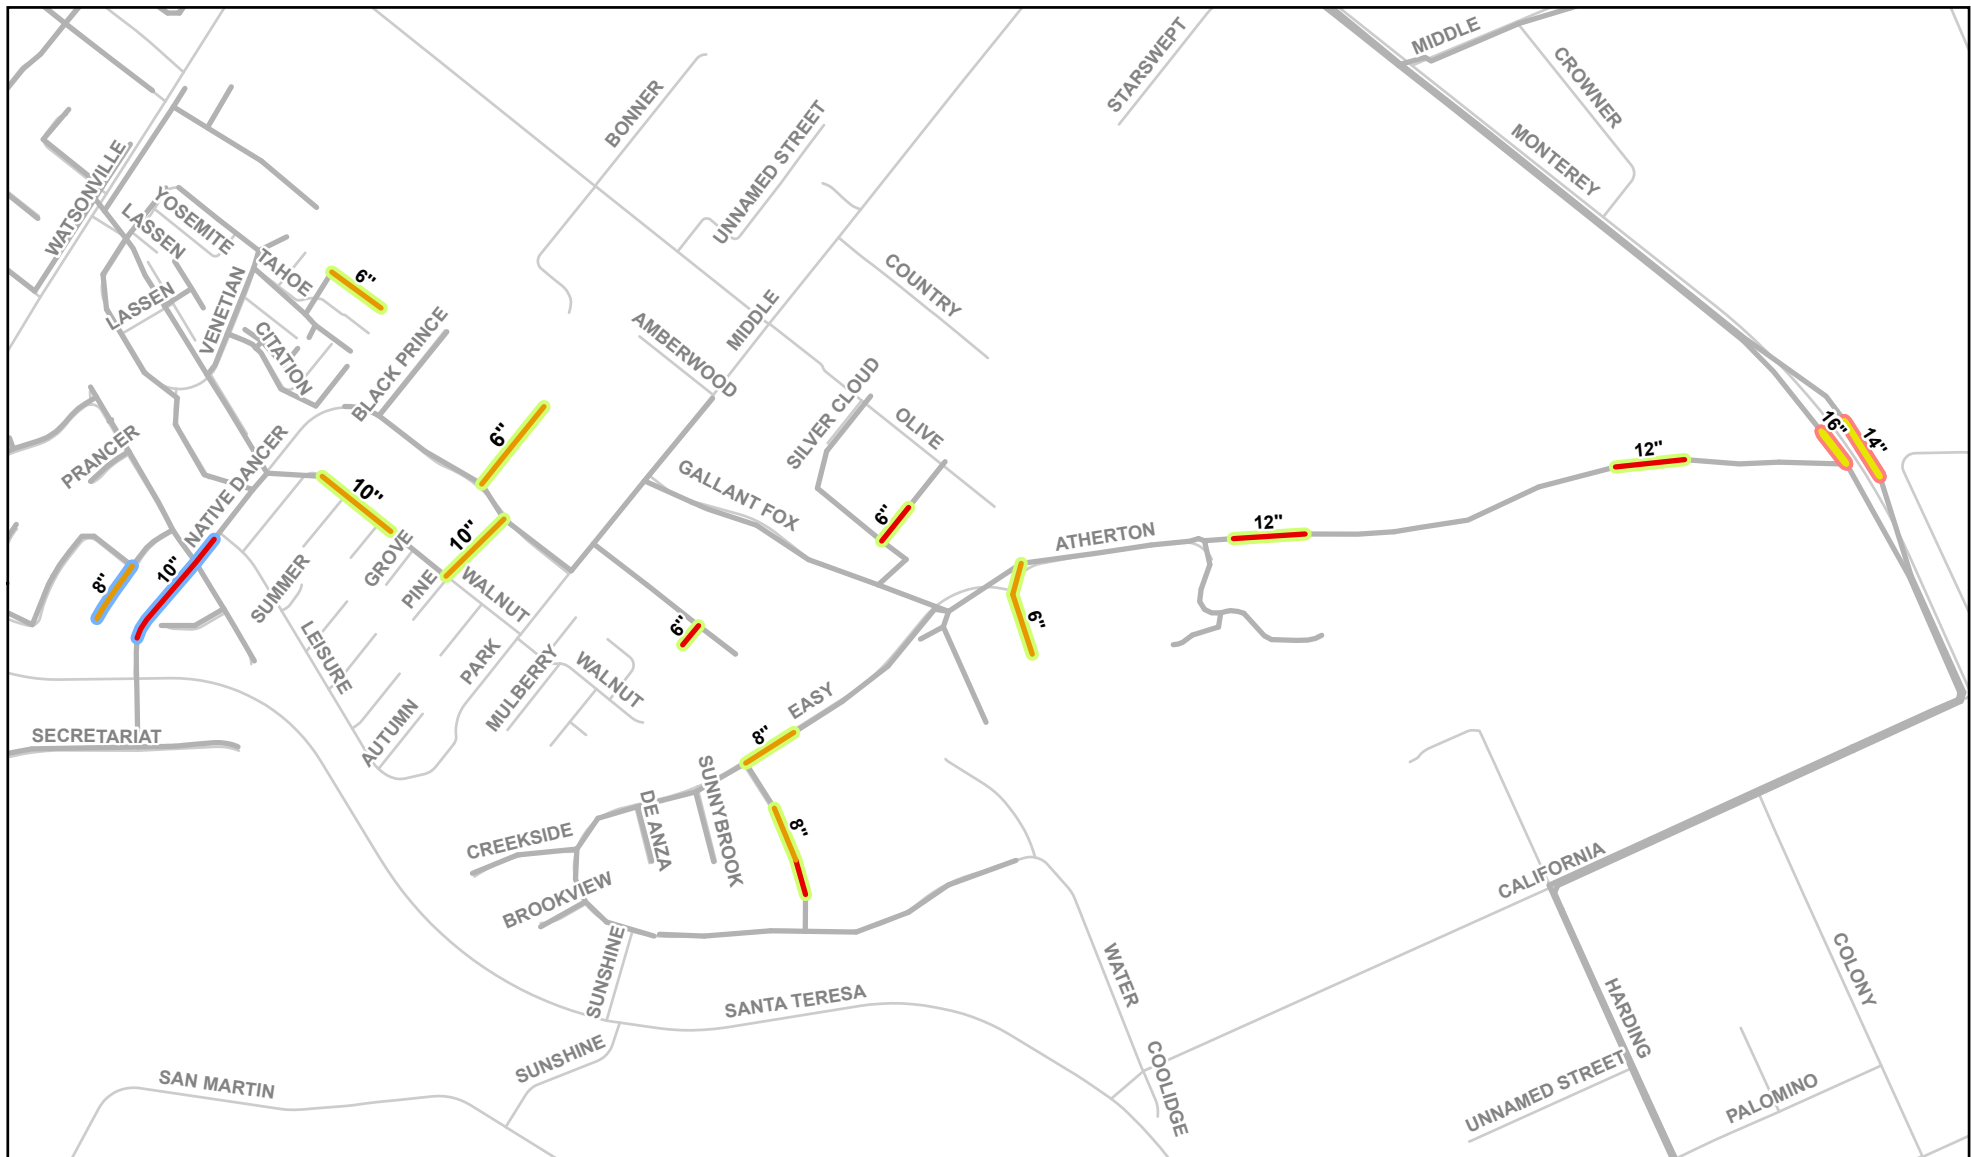 MIDDLE
STARSWEPT
CROWNER
BONNER
UNNAMED STREET
MONTEREY
WATSONVILLE
YOSEMITE
LASSEN
TAHOE
6"
COUNTRY
LASSEN
VENETIAN
CITATION
BLACK PRINCE
AMBERWOOD
MIDDLE
SILVER CLOUD
OLIVE
16"
14"
PRANCER
NATIVE DANCER
6"
12"
10"
GALLANT FOX
6"
12"
ATHERTON
10"
GROVE
PINE
WALNUT
8"
10"
SUMMER
6"
6"
LEISURE
PARK
MULBERRY
WALNUT
AUTUMN
EASY
8"
SECRETARIAT
SUNNYBROOK
DE ANZA
8"
CREEKSIDE
BROOKVIEW
CALIFORNIA
SUNSHINE
SANTA TERESA
WATER
COLONY
HARDING
SUNSHINE
COOLIDGE
SAN MARTIN
UNNAMED STREET
PALOMINO